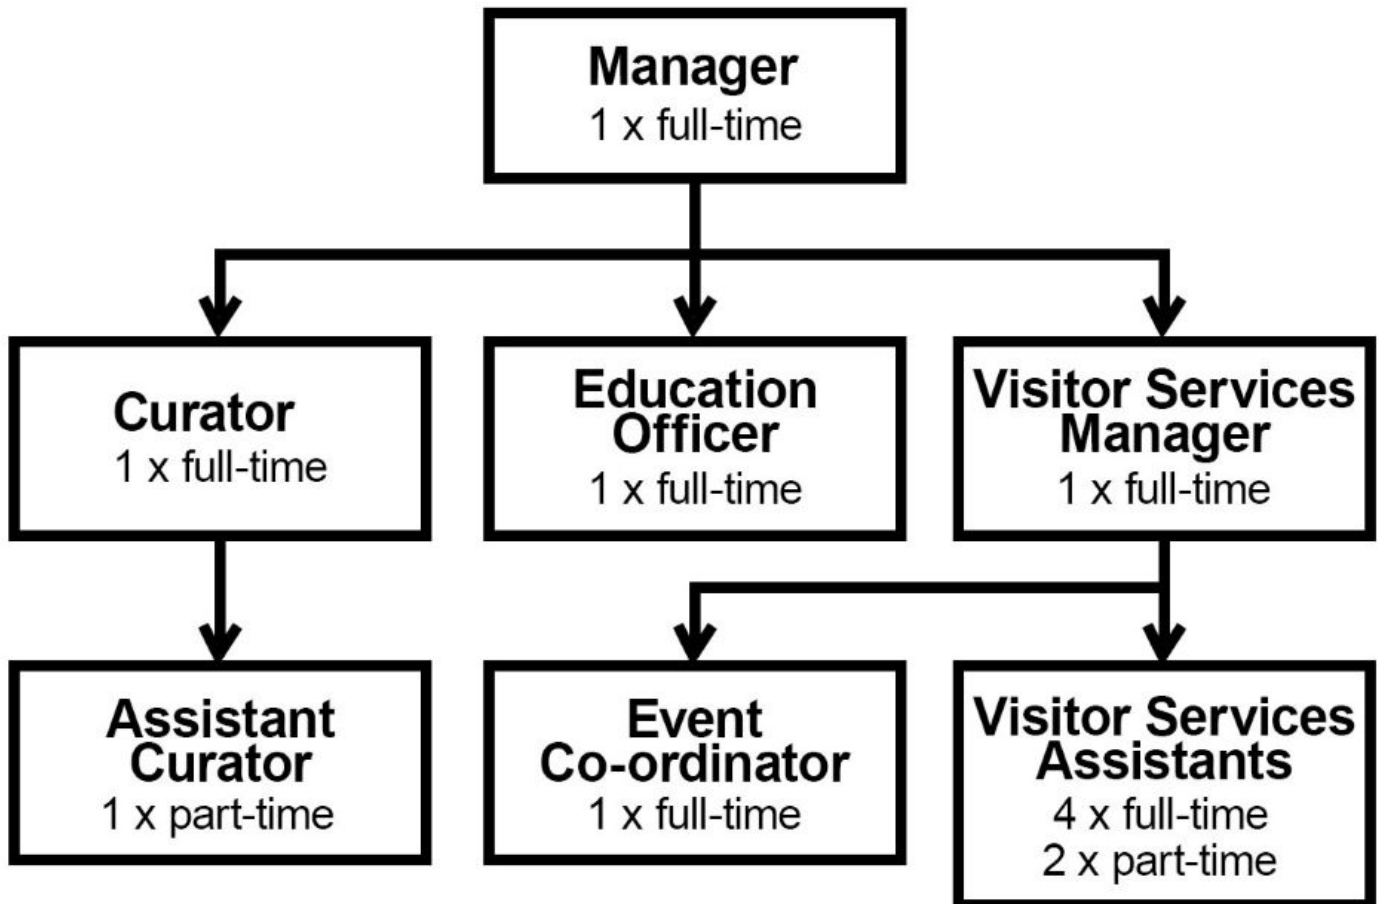 Manager
1 x full-time
Curator
1 x full-time
Education
Officer
1 x full-time
Visitor Services
Manager
1 x full-time
Assistant
Curator
1 x part-time
Event
Co-ordinator
1 x full-time
Visitor Services
Assistants
4 x full-time
2 x part-time